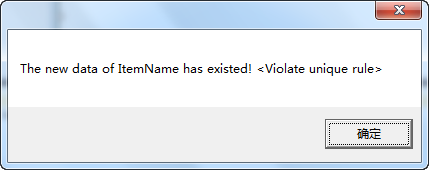 The new data of ItemName has existed! <Violate unique rule>
确定